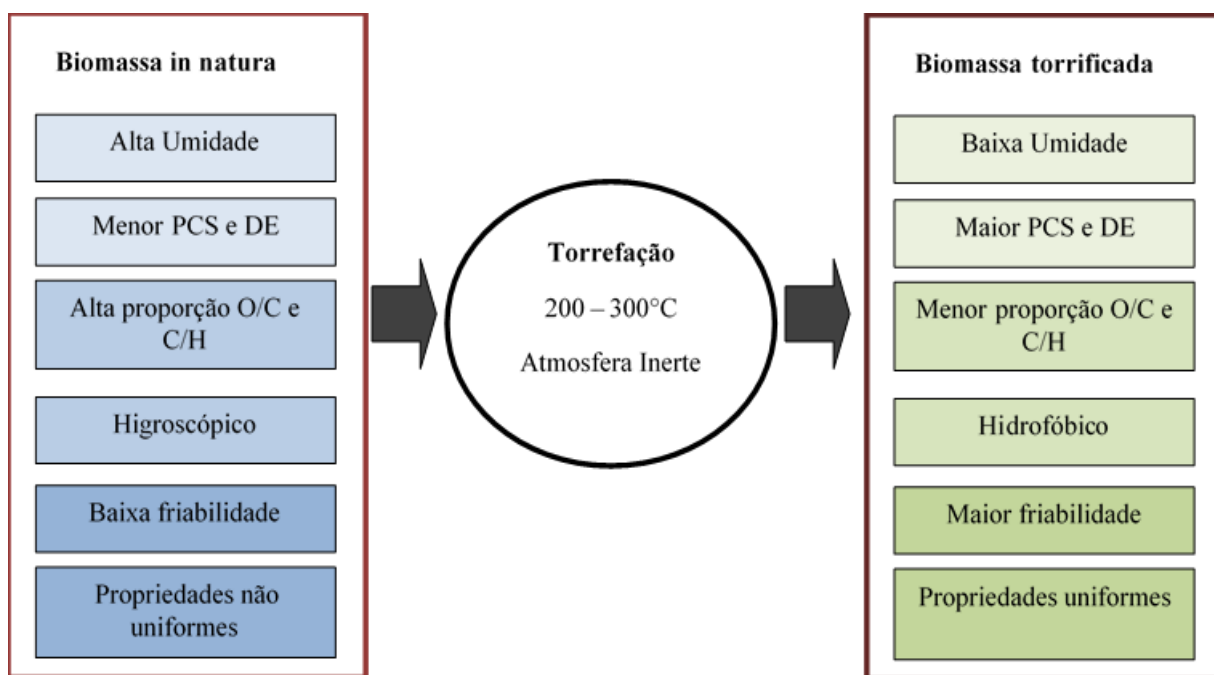 Biomassa in natura
Alta Umidade
Menor PCS e DE
Alta proporção O/C e
C/H
Higroscópico
Baixa friabilidade
Propriedades não
uniformes
Torrefação
200 – 300°C
Atmosfera Inerte
Biomassa torrificada
Baixa Umidade
Maior PCS e DE
Menor proporção O/C e
C/H
Hidrofóbico
Maior friabilidade
Propriedades uniformes